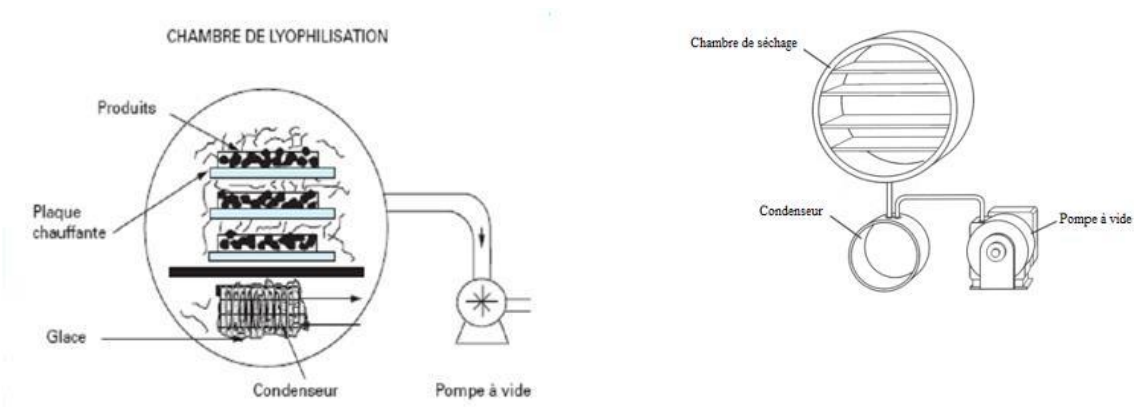 CHAMBRE DE LYOPHILISATION
Produits
Plaque
chauffante
Glace
Condenseur
Pompe à vide
Chambre de séchage
Condenseur
Pompe à vide